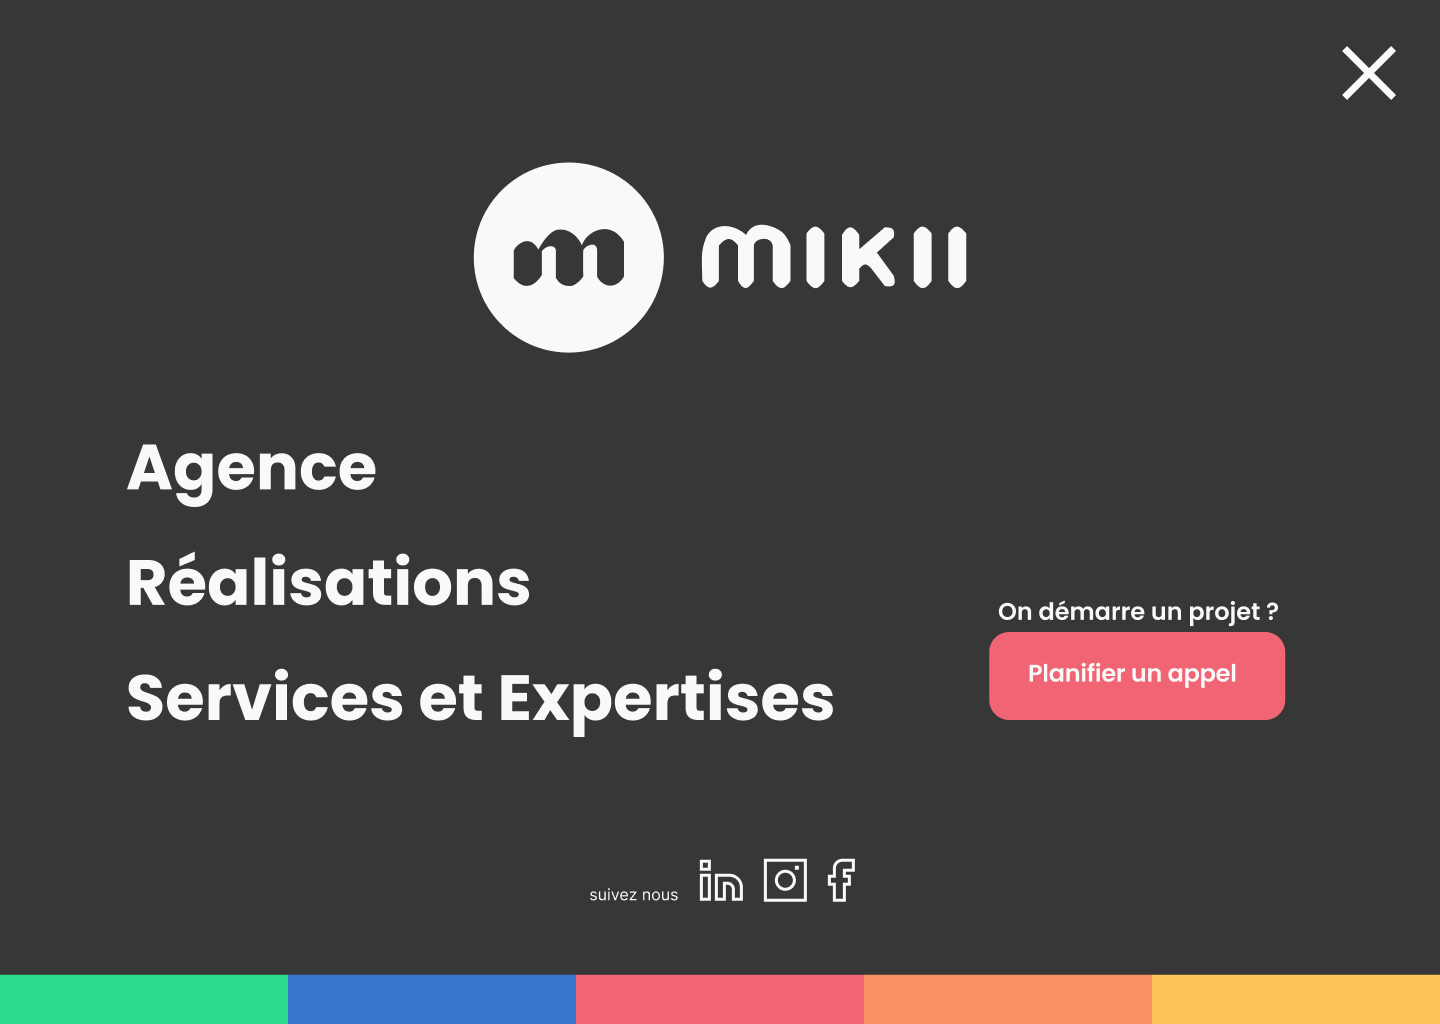 m MIKII
Agence
Réalisations
Services et Expertises
On démarre un projet ?
Planifier un appel
suivez nous